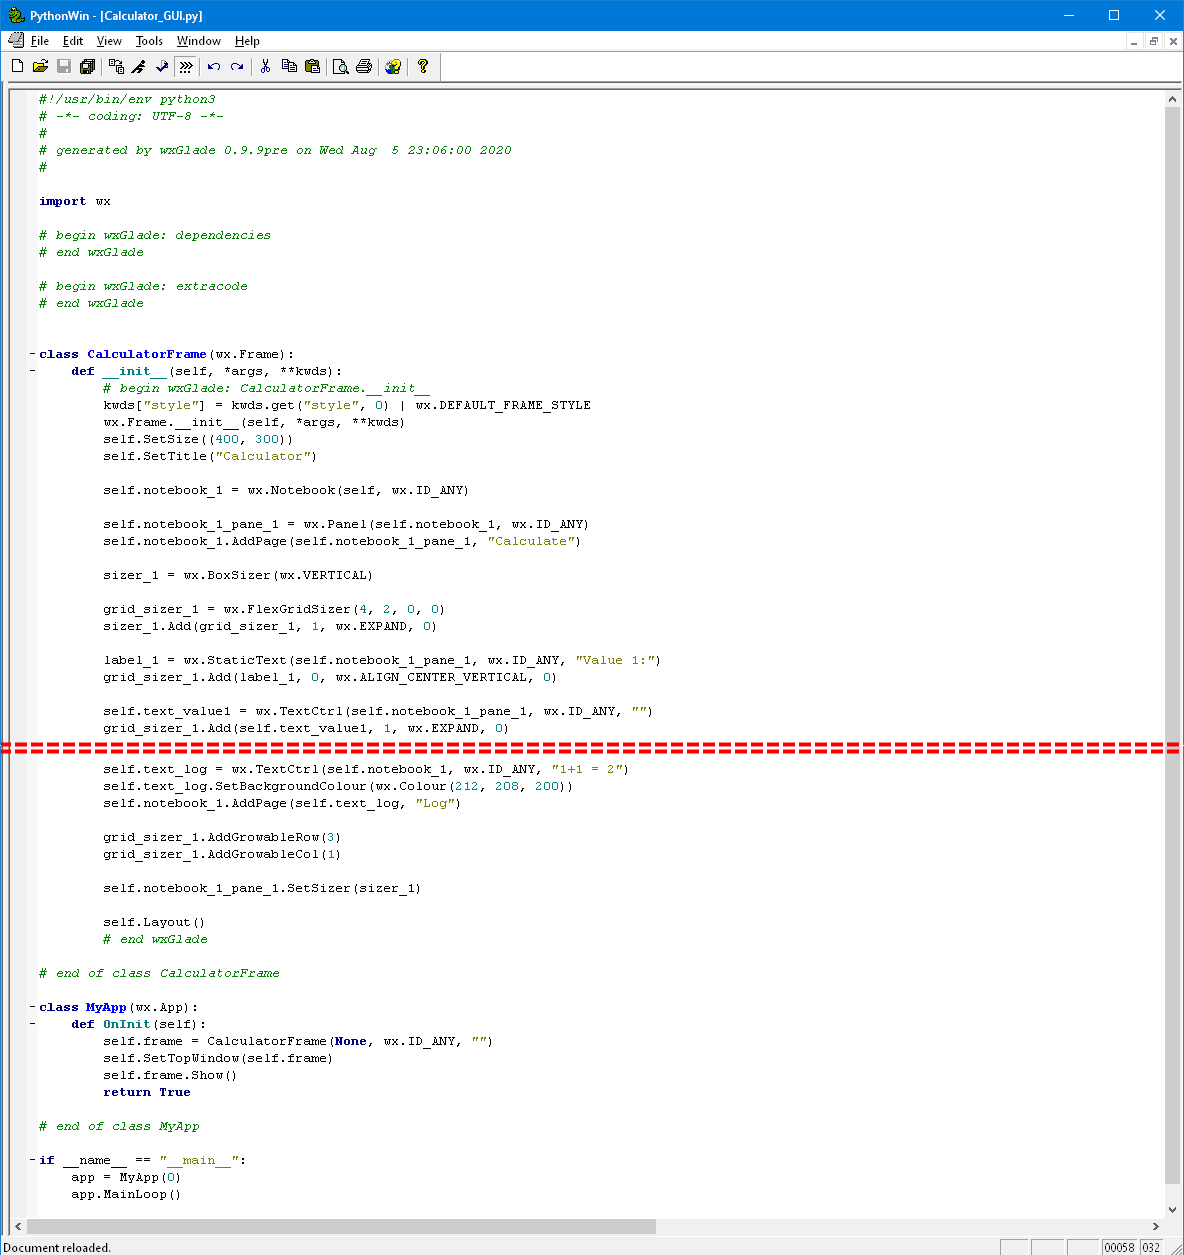 PythonWin - [Calculator_GUI.py]
File Edit View Tools Window Help
#!/usr/bin/env python3
# -*- coding: UTF-8 -*-
#
# generated by wxGlade 0.9.9pre on Wed Aug  5 23:06:00 2020
#
import wx
# begin wxGlade: dependencies
# end wxGlade
# begin wxGlade: extracode
# end wxGlade
class CalculatorFrame(wx.Frame):
    def __init__(self, *args, **kwds):
        # begin wxGlade: CalculatorFrame.__init__
        kwds["style"] = kwds.get("style", 0) | wx.DEFAULT_FRAME_STYLE
        wx.Frame.__init__(self, *args, **kwds)
        self.SetSize((400, 300))
        self.SetTitle("Calculator")
        self.notebook_1 = wx.Notebook(self, wx.ID_ANY)
        self.notebook_1_pane_1 = wx.Panel(self.notebook_1, wx.ID_ANY)
        self.notebook_1.AddPage(self.notebook_1_pane_1, "Calculate")
        sizer_1 = wx.BoxSizer(wx.VERTICAL)
        grid_sizer_1 = wx.FlexGridSizer(4, 2, 0, 0)
        sizer_1.Add(grid_sizer_1, 1, wx.EXPAND, 0)
        label_1 = wx.StaticText(self.notebook_1_pane_1, wx.ID_ANY, "Value 1:")
        grid_sizer_1.Add(label_1, 0, wx.ALIGN_CENTER_VERTICAL, 0)
        self.text_value1 = wx.TextCtrl(self.notebook_1_pane_1, wx.ID_ANY, "")
        grid_sizer_1.Add(self.text_value1, 1, wx.EXPAND, 0)
        self.text_log = wx.TextCtrl(self.notebook_1, wx.ID_ANY, "1+1 = 2")
        self.text_log.SetBackgroundColour(wx.Colour(212, 208, 200))
        self.notebook_1.AddPage(self.text_log, "Log")
        grid_sizer_1.AddGrowableRow(3)
        grid_sizer_1.AddGrowableCol(1)
        self.notebook_1_pane_1.SetSizer(sizer_1)
        self.Layout()
        # end wxGlade
# end of class CalculatorFrame
class MyApp(wx.App):
    def OnInit(self):
        self.frame = CalculatorFrame(None, wx.ID_ANY, "")
        self.SetTopWindow(self.frame)
        self.frame.Show()
        return True
# end of class MyApp
if __name__ == "__main__":
    app = MyApp(0)
    app.MainLoop()
Document reloaded. 00058 032